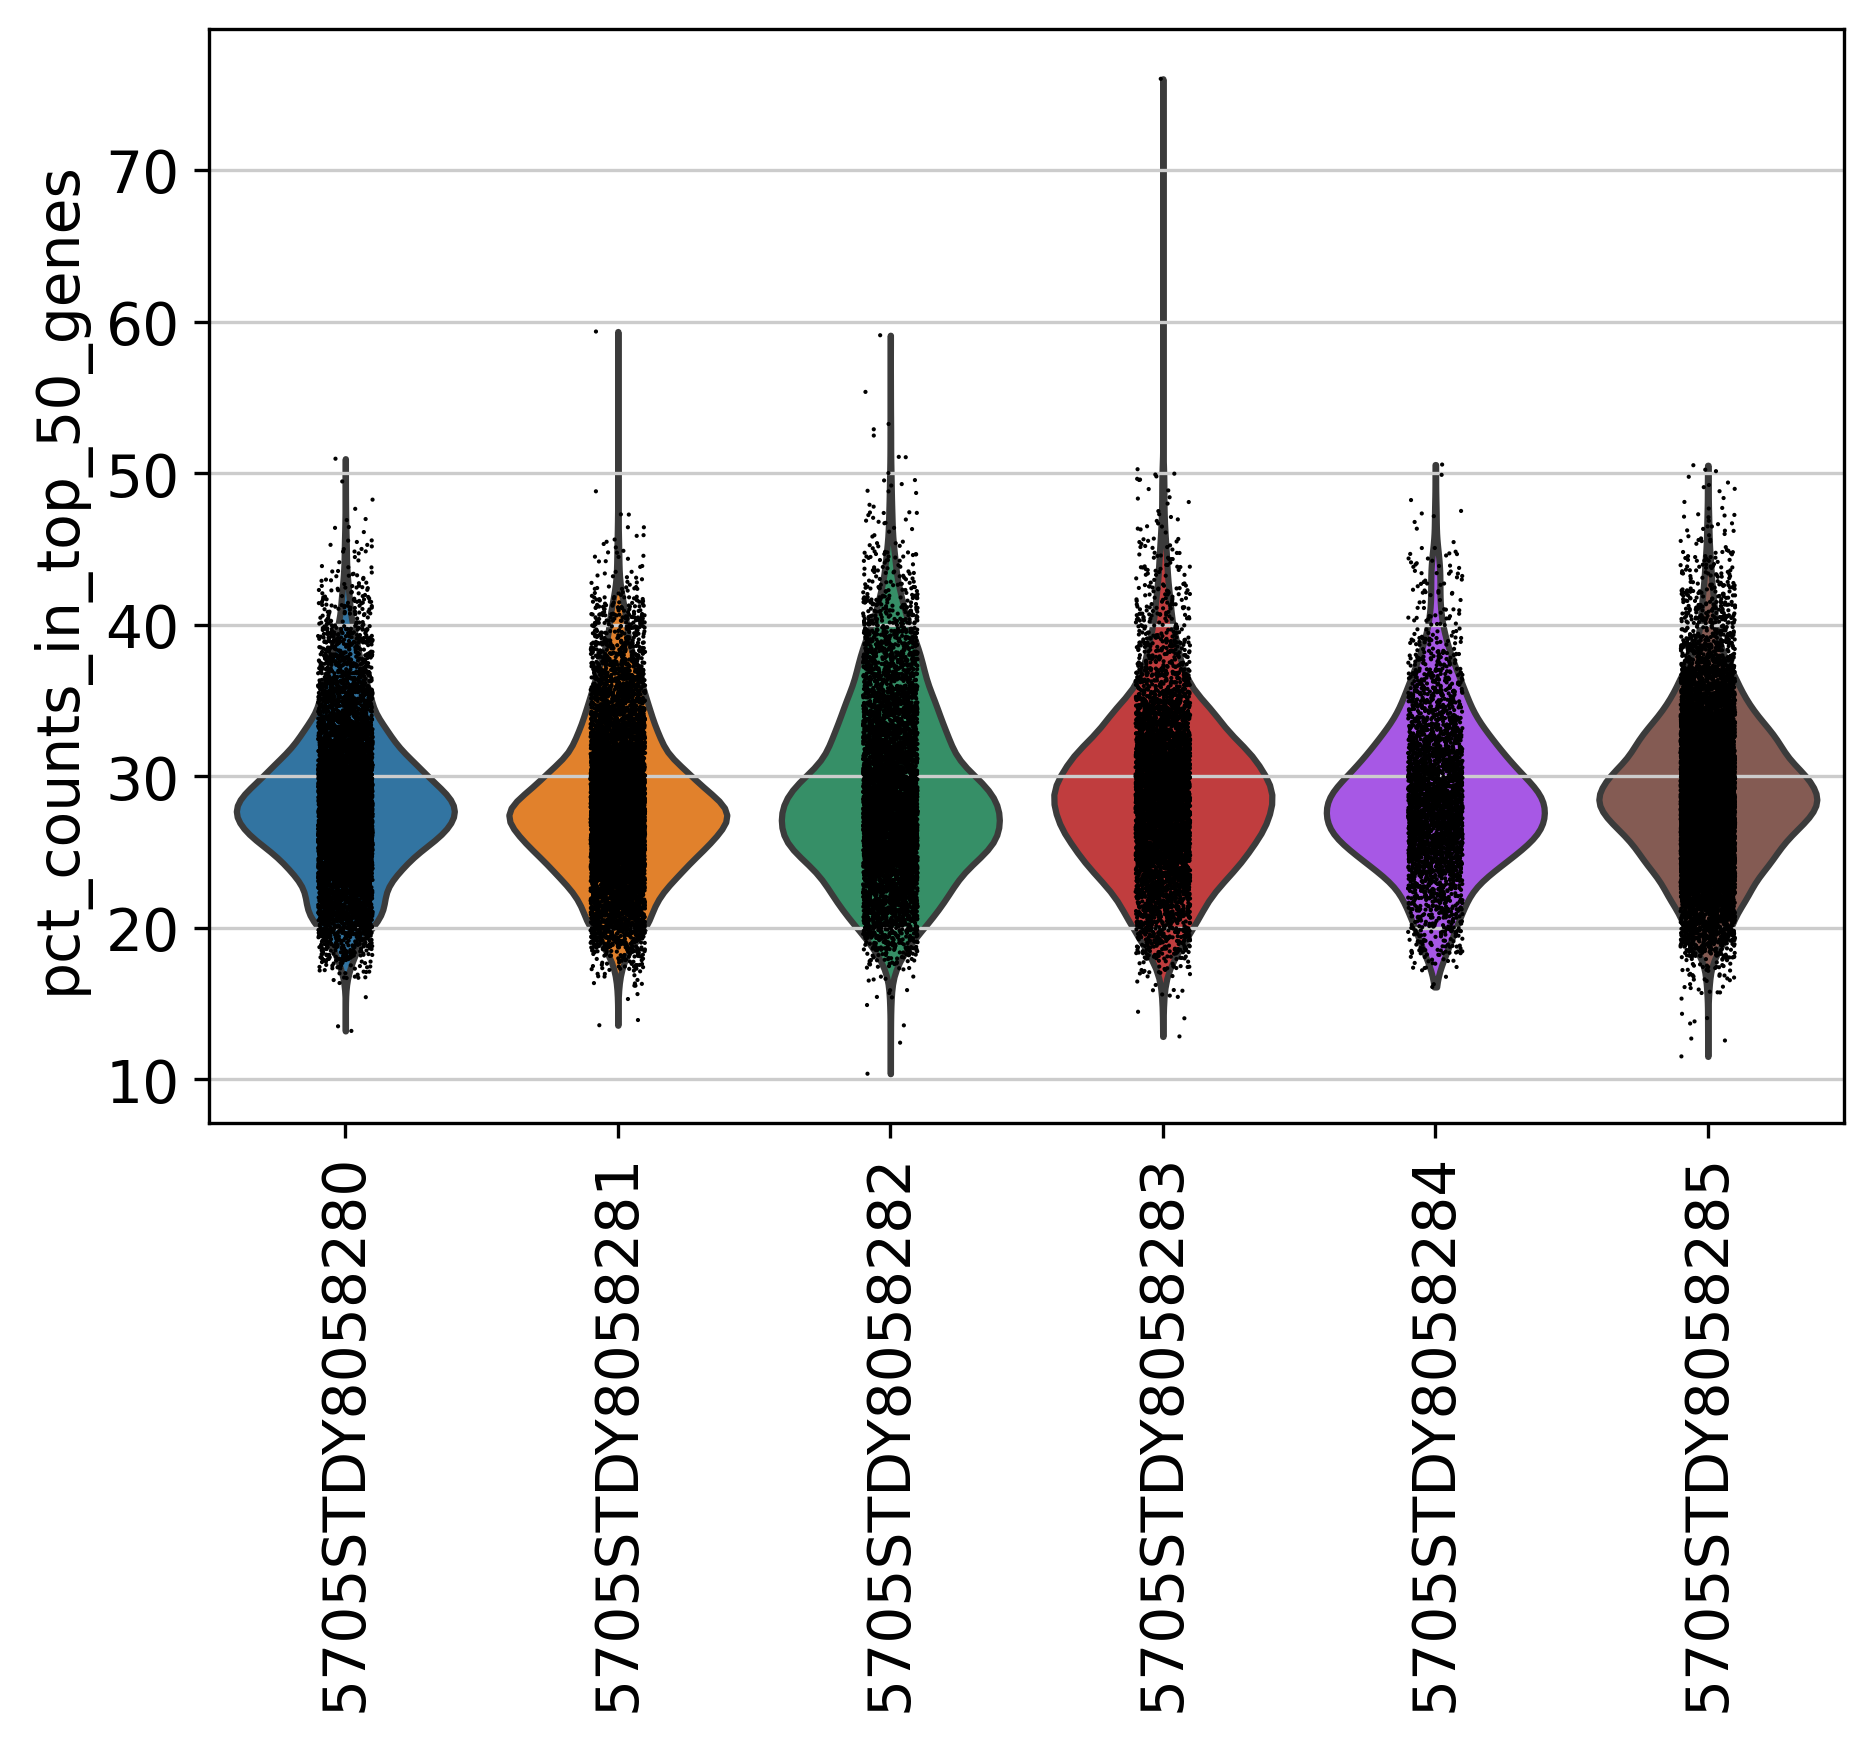 pct_counts_in_top_50_genes
70
60
50
40
30
20
10
5705STDY8058280
5705STDY8058281
5705STDY8058282
5705STDY8058283
5705STDY8058284
5705STDY8058285